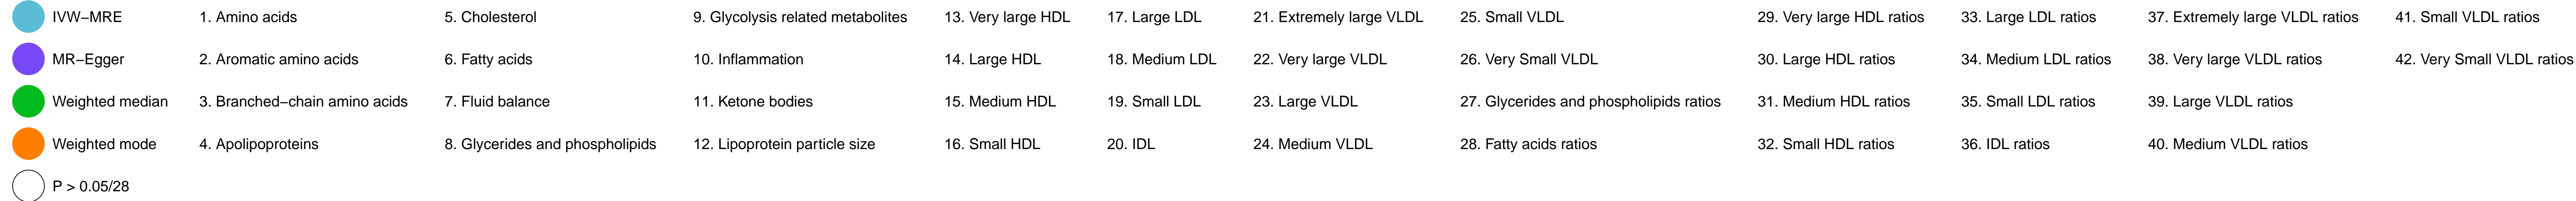 IVW−MRE 1. Amino acids 5. Cholesterol 9. Glycolysis related metabolites 13. Very large HDL 17. Large LDL 21. Extremely large VLDL 25. Small VLDL 29. Very large HDL ratios 33. Large LDL ratios 37. Extremely large VLDL ratios 41. Small VLDL ratios
MR−Egger 2. Aromatic amino acids 6. Fatty acids 10. Inflammation 14. Large HDL 18. Medium LDL 22. Very large VLDL 26. Very Small VLDL 30. Large HDL ratios 34. Medium LDL ratios 38. Very large VLDL ratios 42. Very Small VLDL ratios
Weighted median 3. Branched−chain amino acids 7. Fluid balance 11. Ketone bodies 15. Medium HDL 19. Small LDL 23. Large VLDL 27. Glycerides and phospholipids ratios 31. Medium HDL ratios 35. Small LDL ratios 39. Large VLDL ratios
Weighted mode 4. Apolipoproteins 8. Glycerides and phospholipids 12. Lipoprotein particle size 16. Small HDL 20. IDL 24. Medium VLDL 28. Fatty acids ratios 32. Small HDL ratios 36. IDL ratios 40. Medium VLDL ratios
P > 0.05/28